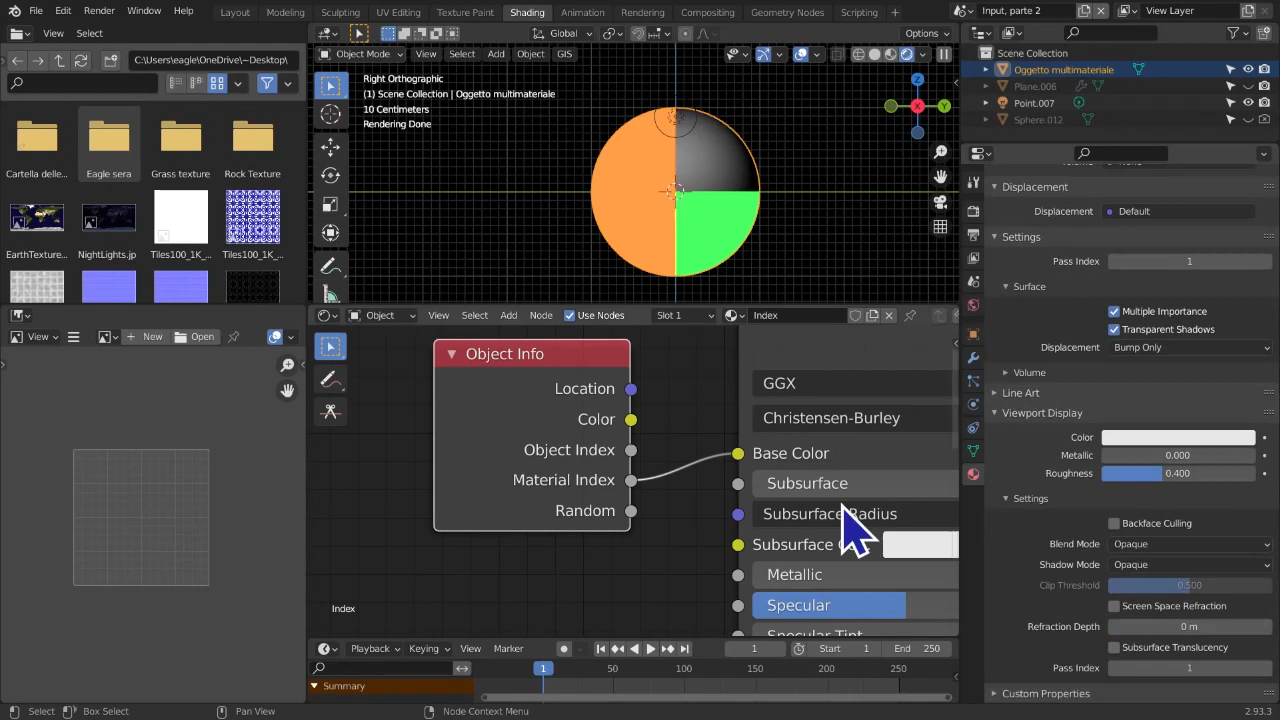 File Edit Render Window Help Layout Modeling Sculpting UV Editing Texture Paint Shading Animation Rendering Compositing Geometry Nodes Scripting + Input, parte 2 View Layer
View Select
Global Options
Scene Collection
C:\Users\eagle\OneDrive\~Desktop\
Object Mode View Select Add Object GIS
Oggetto multimateriale
Plane.006
Point.007
Sphere.012
Right Orthographic
(1) Scene Collection | Oggetto multimateriale
10 Centimeters
Rendering Done
Z
Y
X
Cartella delle...
Eagle sera
Grass texture
Rock Texture
EarthTexture...
NightLights.jp
Tiles100_1K_...
Tiles100_1K_...
View New Open
Object View Select Add Node Use Nodes Slot 1 Index
Object Info
Location
Color
Object Index
Material Index
Random
GGX
Christensen-Burley
Base Color
Subsurface
Subsurface Radius
Subsurface
Metallic
Specular
Specular Tint
Index
Displacement
Displacement Default
Settings
Pass Index 1
Surface
Multiple Importance
Transparent Shadows
Displacement Bump Only
Volume
Line Art
Viewport Display
Color
Metallic 0.000
Roughness 0.400
Settings
Backface Culling
Blend Mode Opaque
Shadow Mode Opaque
Clip Threshold 0.500
Screen Space Refraction
Refraction Depth 0 m
Subsurface Translucency
Pass Index 1
Custom Properties
Playback Keying View Marker 1 Start 1 End 250
1 50 100 150 200 250
Summary
Select Box Select Pan View Node Context Menu 2.93.3